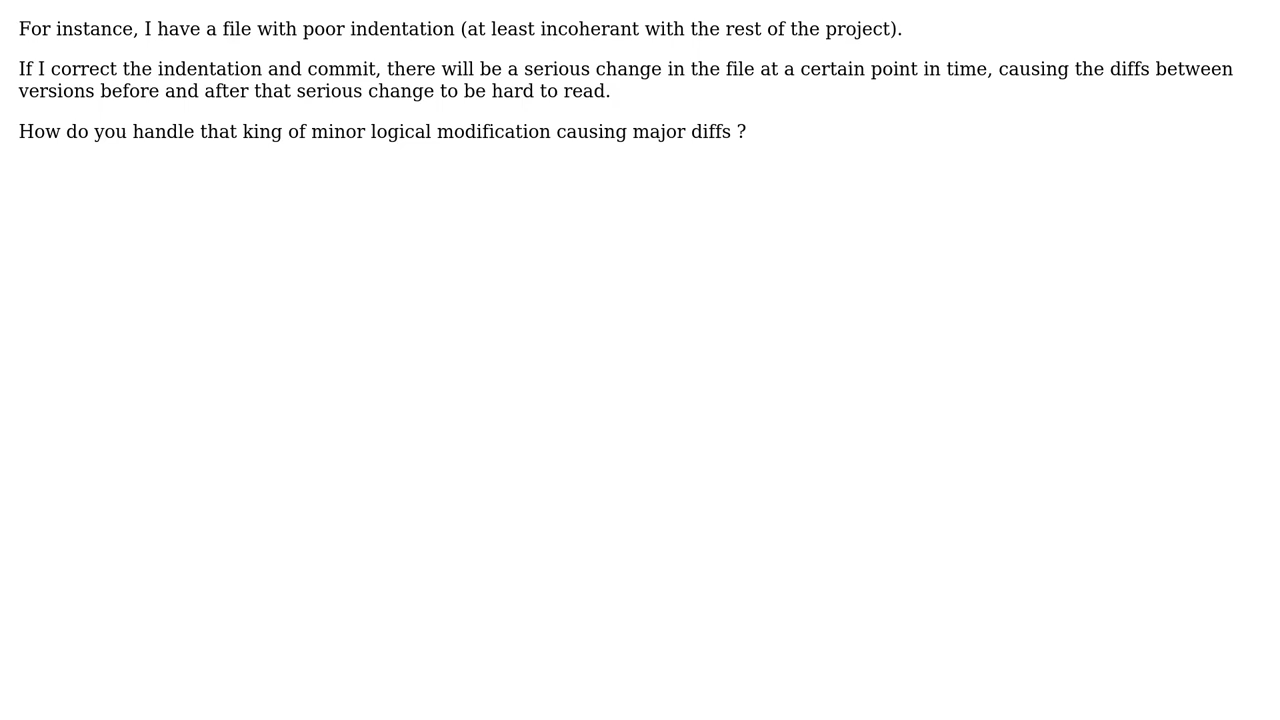 For instance, I have a file with poor indentation (at least incoherant with the rest of the project).
If I correct the indentation and commit, there will be a serious change in the file at a certain point in time, causing the diffs between
versions before and after that serious change to be hard to read.
How do you handle that king of minor logical modification causing major diffs ?